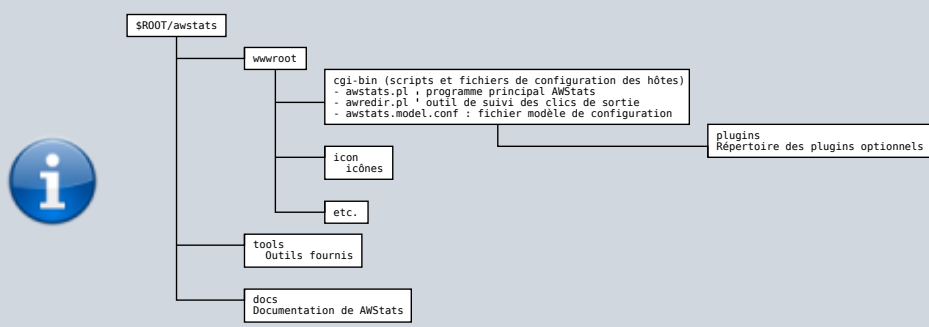 $ROOT/awstats
wwwroot
cgi-bin (scripts et fichiers de configuration des hôtes)
- awstats.pl : programme principal AWStats
- awredir.pl : outil de suivi des clics de sortie
- awstats.model.conf : fichier modèle de configuration
plugins
Répertoire des plugins optionnels
icon
icônes
etc.
tools
Outils fournis
docs
Documentation de AWStats